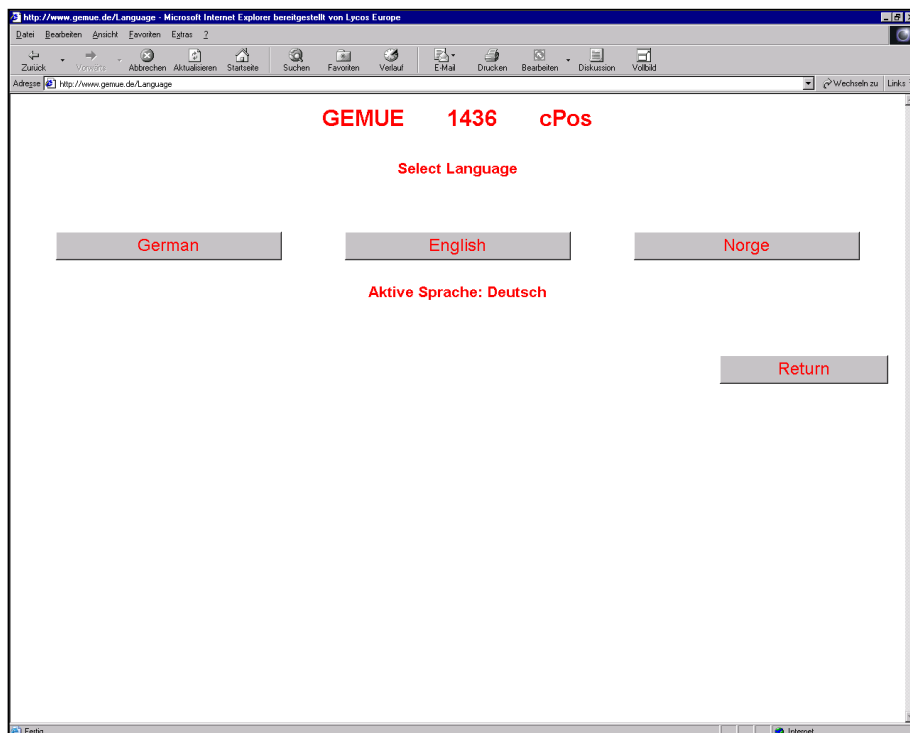 http://www.gemue.de/Language - Microsoft Internet Explorer bereitgestellt von Lycos Europe
Datei Bearbeiten Ansicht Favoriten Extras ?
Zurück Vorwärts Abbrechen Aktualisieren Startseite Suchen Favoriten Verlauf E-Mail Drucken Bearbeiten Diskussion Vollbild
Adresse http://www.gemue.de/Language Wechseln zu Links
GEMUE 1436 cPos
Select Language
German English Norge
Aktive Sprache: Deutsch
Return
Fertig Internet